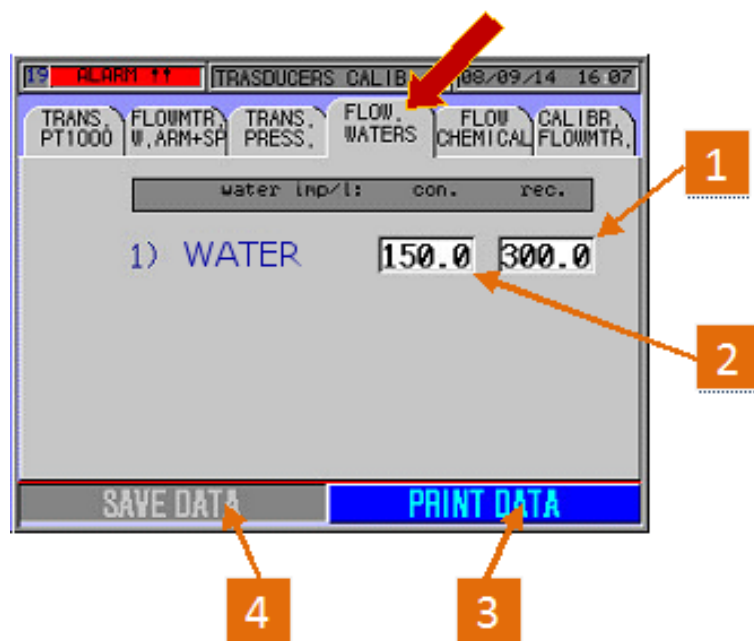 19 ALARM !! TRASDUCERS CALIB 08/09/14 16:07
TRANS. PT1000
FLOWMTR. W.ARM+SP
TRANS. PRESS.
FLOW. WATERS
FLOW CHEMICAL
CALIBR. FLOWMTR.
1
water imp/l: con. rec.
1) WATER 150.0 300.0
2
SAVE DATA PRINT DATA
4 3